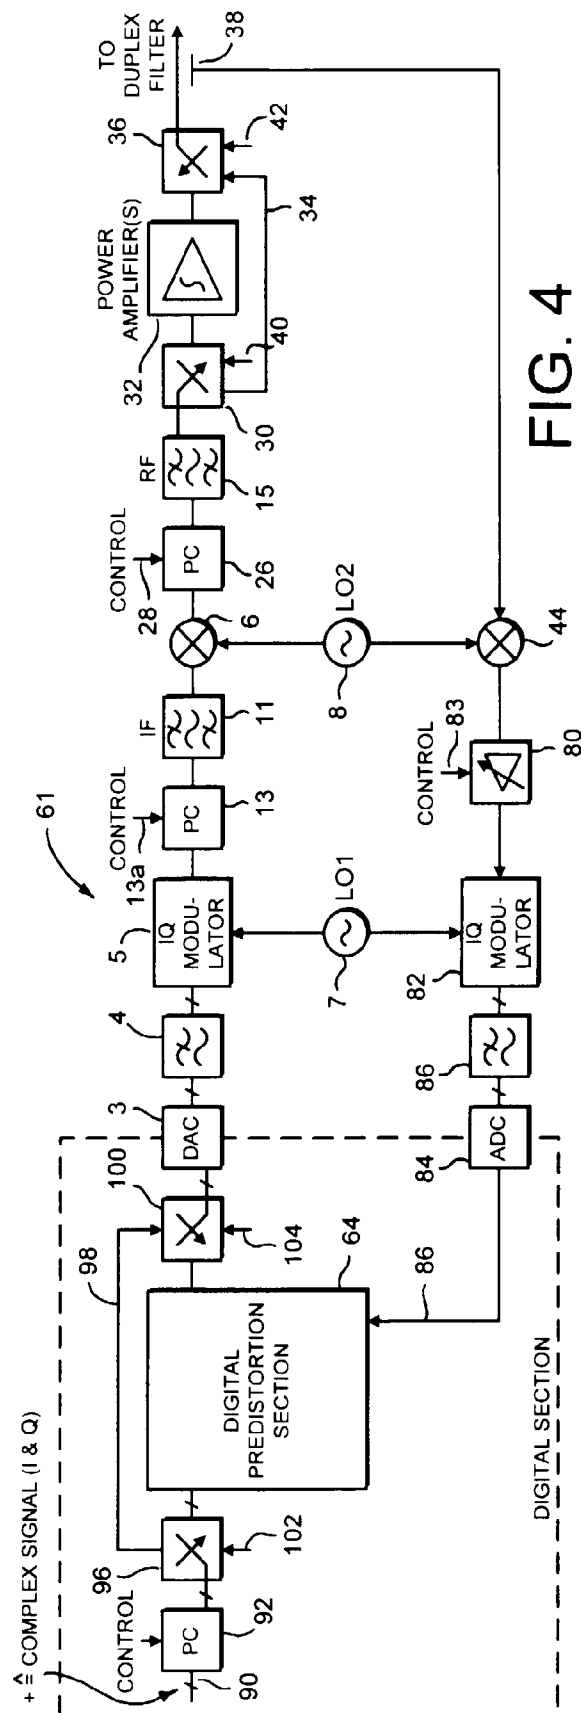 + ≙ COMPLEX SIGNAL (I & Q)
90
CONTROL
PC
92
96
102
98
DIGITAL
PREDISTORTION
SECTION
64
100
104
DIGITAL SECTION
86
DAC
3
ADC
84
4
86
61
5
IQ
MODU-
LATOR
LO1
7
IQ
MODU-
LATOR
82
CONTROL
13a
PC
13
IF
11
CONTROL
83
80
6
LO2
8
44
CONTROL
28
PC
26
RF
15
30
40
32
POWER
AMPLIFIER(S)
34
36
42
TO
DUPLEX
FILTER
38
FIG. 4